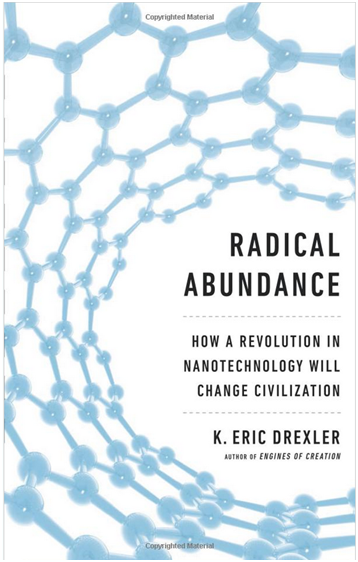 Copyrighted Material
RADICAL
ABUNDANCE
HOW A REVOLUTION IN
NANOTECHNOLOGY WILL
CHANGE CIVILIZATION
K. ERIC DREXLER
AUTHOR OF ENGINES OF CREATION
Copyrighted Material